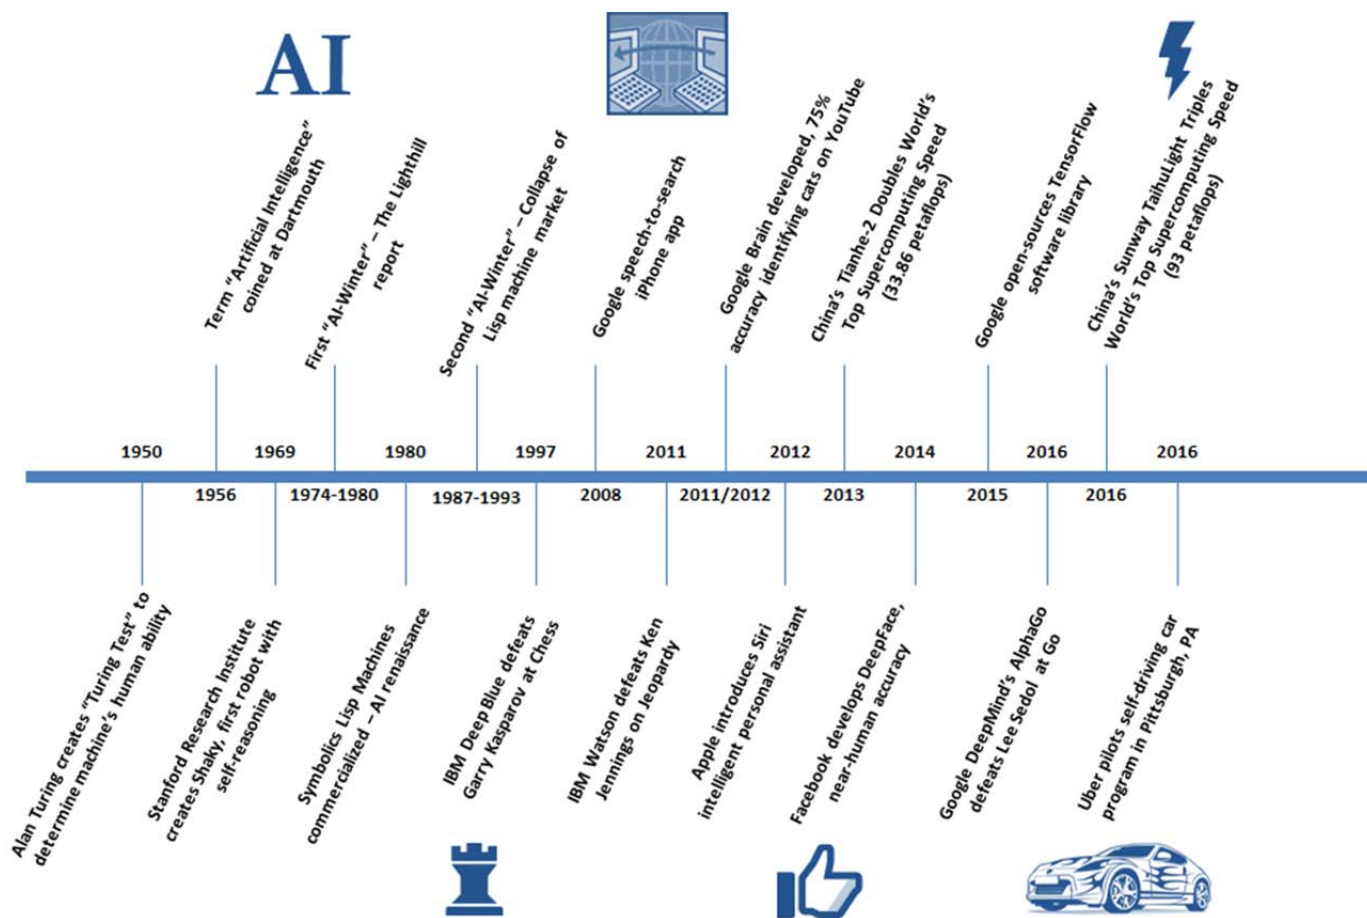 AI
Term “Artificial Intelligence”
coined at Dartmouth
First “AI-Winter” – The Lighthill
report
Second “AI-Winter” – Collapse of
Lisp machine market
Google speech-to-search
iPhone app
Google Brain developed, 75%
accuracy identifying cats on YouTube
China’s Tianhe-2 Doubles World’s
Top Supercomputing Speed
(33.86 petaflops)
Google open-sources TensorFlow
software library
China’s Sunway TaihuLight Triples
World’s Top Supercomputing Speed
(93 petaflops)
1950
1969
1980
1997
2011
2012
2014
2016
2016
1956
1974-1980
1987-1993
2008
2011/2012
2013
2015
2016
Alan Turing creates “Turing Test” to
determine machine’s human ability
Stanford Research Institute
creates Shaky, first robot with
self-reasoning
Symbolics Lisp Machines
commercialized – AI renaissance
IBM Deep Blue defeats
Garry Kasparov at Chess
IBM Watson defeats Ken
Jennings on Jeopardy
Apple introduces Siri
intelligent personal assistant
Facebook develops DeepFace,
near-human accuracy
Google DeepMind’s AlphaGo
defeats Lee Sedol at Go
Uber pilots self-driving car
program in Pittsburgh, PA